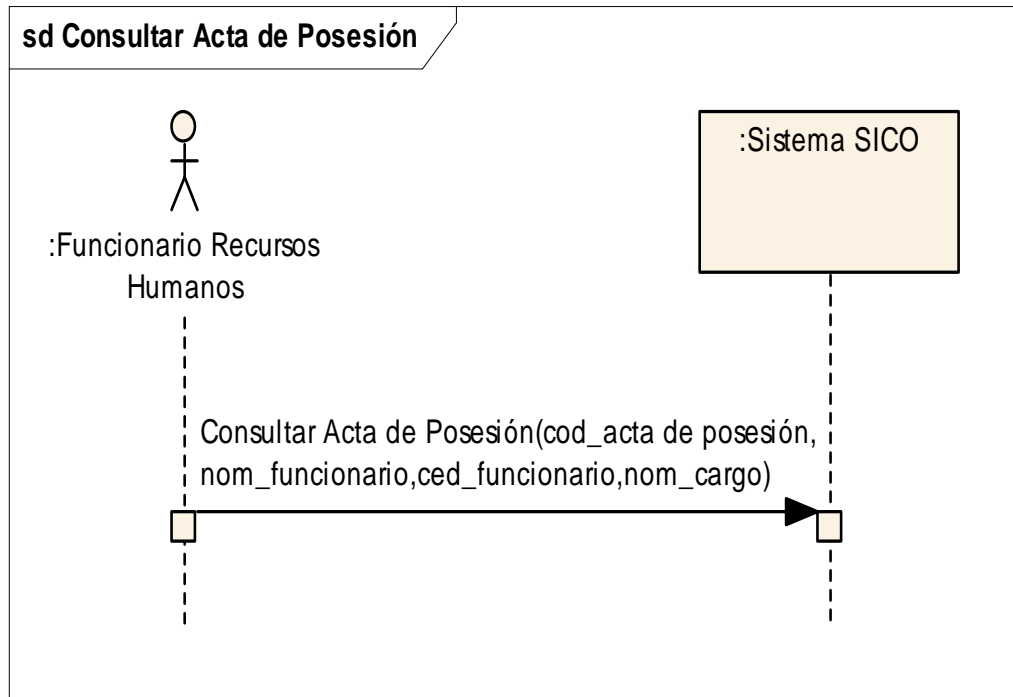 sd Consultar Acta de Posesión
:Funcionario Recursos
Humanos
:Sistema SICO
Consultar Acta de Posesión(cod_acta de posesión,
nom_funcionario,ced_funcionario,nom_cargo)